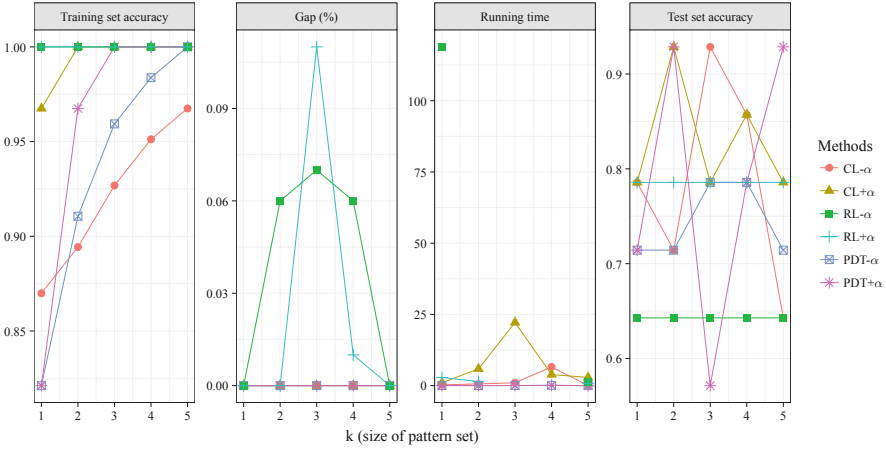 Training set accuracy
Gap (%)
Running time
Test set accuracy
1.00
0.95
0.90
0.85
0.09
0.06
0.03
0.00
100
75
50
25
0
0.9
0.8
0.7
0.6
1 2 3 4 5
1 2 3 4 5
1 2 3 4 5
1 2 3 4 5
k (size of pattern set)
Methods
CL-α
CL+α
RL-α
RL+α
PDT-α
PDT+α